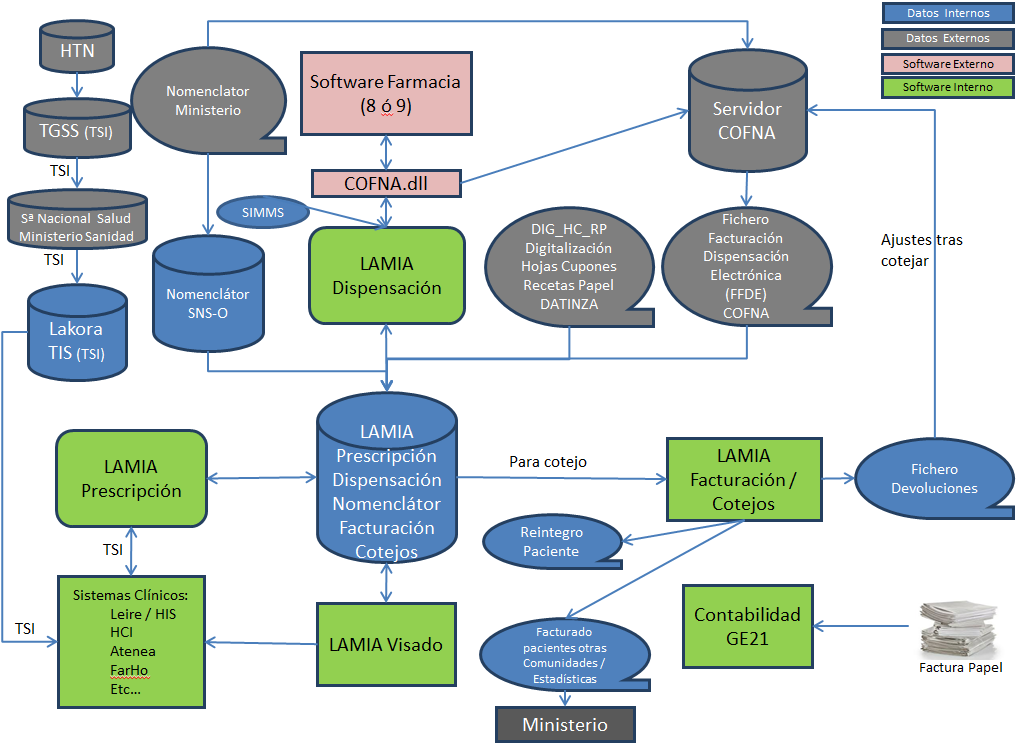 Datos Internos
Datos Externos
Software Externo
Software Interno
HTN
TGSS (TSI)
TSI
Sª Nacional Salud
Ministerio Sanidad
TSI
Lakora
TIS (TSI)
Nomenclator
Ministerio
Nomenclátor
SNS-O
SIMMS
Software Farmacia
(8 ó 9)
COFNA.dll
LAMIA
Dispensación
Servidor
COFNA
DIG_HC_RP
Digitalización
Hojas Cupones
Recetas Papel
DATINZA
Fichero
Facturación
Dispensación
Electrónica
(FFDE)
COFNA
Ajustes tras
cotejar
LAMIA
Prescripción
LAMIA
Prescripción
Dispensación
Nomenclátor
Facturación
Cotejos
Para cotejo
LAMIA
Facturación /
Cotejos
Fichero
Devoluciones
Reintegro
Paciente
TSI
TSI
Sistemas Clínicos:
Leire / HIS
HCI
Atenea
FarHo
Etc...
LAMIA Visado
Facturado
pacientes otras
Comunidades /
Estadísticas
Ministerio
Contabilidad
GE21
Factura Papel